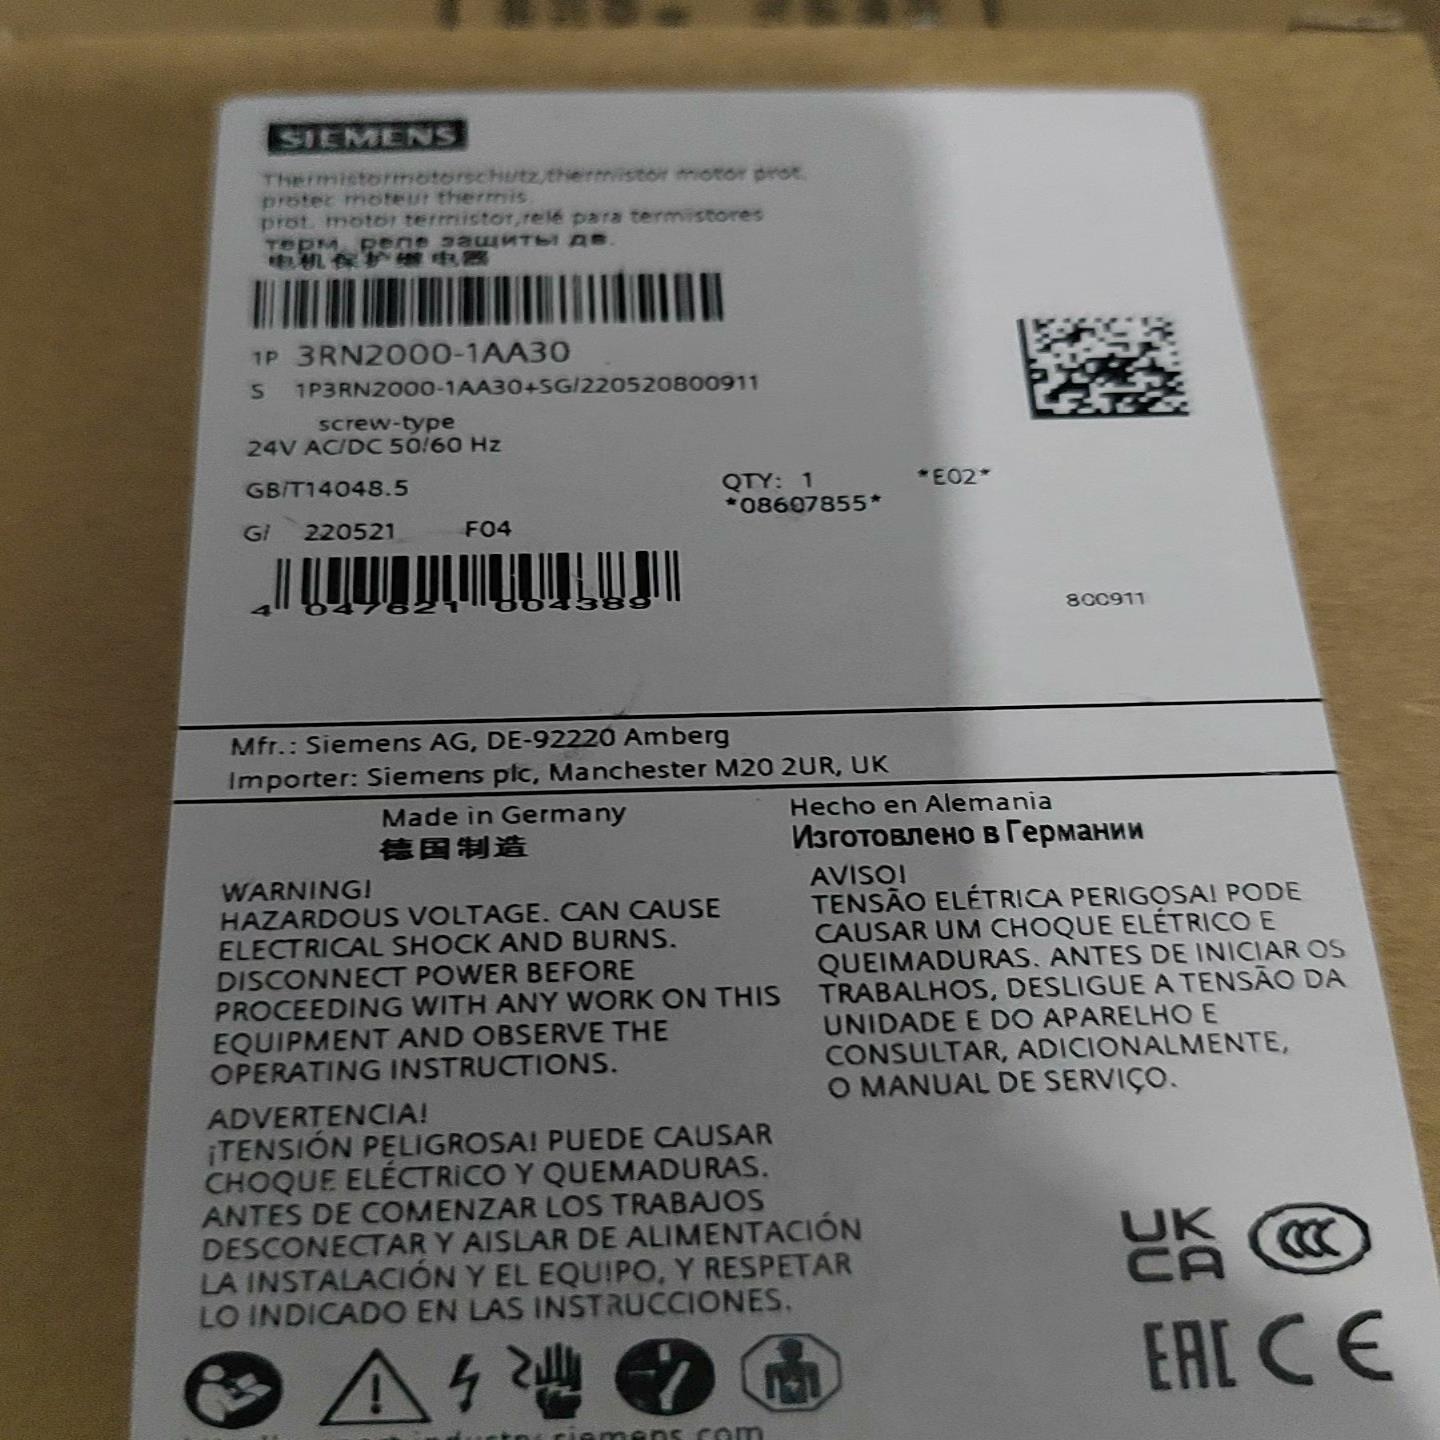 SIEMENS
Thermistormotorschutz,thermistor motor prot.
protec moteur thermis.
prot. motor termistor,relé para termistores
терм. реле защиты дв.
电机保护继电器
1P 3RN2000-1AA30
S 1P3RN2000-1AA30+SG/220520800911
screw-type
24V AC/DC 50/60 Hz
GB/T14048.5
QTY: 1 *E02*
*08607855*
G/ 220521 F04
4 047621 004389
800911
Mfr.: Siemens AG, DE-92220 Amberg
Importer: Siemens plc, Manchester M20 2UR, UK
Made in Germany
德国制造
Hecho en Alemania
Изготовлено в Германии
WARNING!
HAZARDOUS VOLTAGE. CAN CAUSE
ELECTRICAL SHOCK AND BURNS.
DISCONNECT POWER BEFORE
PROCEEDING WITH ANY WORK ON THIS
EQUIPMENT AND OBSERVE THE
OPERATING INSTRUCTIONS.
AVISO!
TENSÃO ELÉTRICA PERIGOSA! PODE
CAUSAR UM CHOQUE ELÉTRICO E
QUEIMADURAS. ANTES DE INICIAR OS
TRABALHOS, DESLIGUE A TENSÃO DA
UNIDADE E DO APARELHO E
CONSULTAR, ADICIONALMENTE,
O MANUAL DE SERVIÇO.
ADVERTENCIA!
¡TENSIÓN PELIGROSA! PUEDE CAUSAR
CHOQUE ELÉCTRICO Y QUEMADURAS.
ANTES DE COMENZAR LOS TRABAJOS
DESCONECTAR Y AISLAR DE ALIMENTACIÓN
LA INSTALACIÓN Y EL EQUIPO, Y RESPETAR
LO INDICADO EN LAS INSTRUCCIONES.
UK
CA
CCC
EAC CE